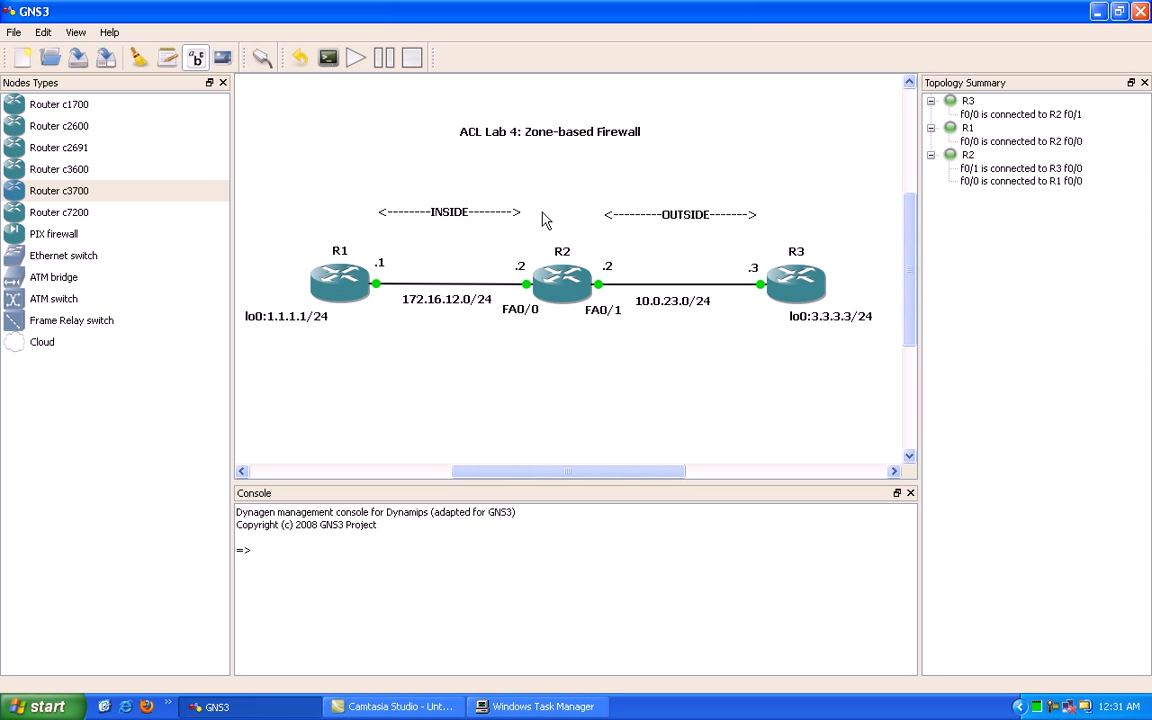 GNS3
File Edit View Help
Nodes Types
Router c1700
Router c2600
Router c2691
Router c3600
Router c3700
Router c7200
PIX firewall
Ethernet switch
ATM bridge
ATM switch
Frame Relay switch
Cloud
ACL Lab 4: Zone-based Firewall
<--------INSIDE-------->
<---------OUTSIDE------->
R1
R2
R3
.1
.2
.2
.3
172.16.12.0/24
10.0.23.0/24
FA0/0
FA0/1
lo0:1.1.1.1/24
lo0:3.3.3.3/24
Console
Dynagen management console for Dynamips (adapted for GNS3)
Copyright (c) 2008 GNS3 Project
=>
Topology Summary
R3
f0/0 is connected to R2 f0/1
R1
f0/0 is connected to R2 f0/0
R2
f0/1 is connected to R3 f0/0
f0/0 is connected to R1 f0/0
start
GNS3
Camtasia Studio - Unt...
Windows Task Manager
12:31 AM